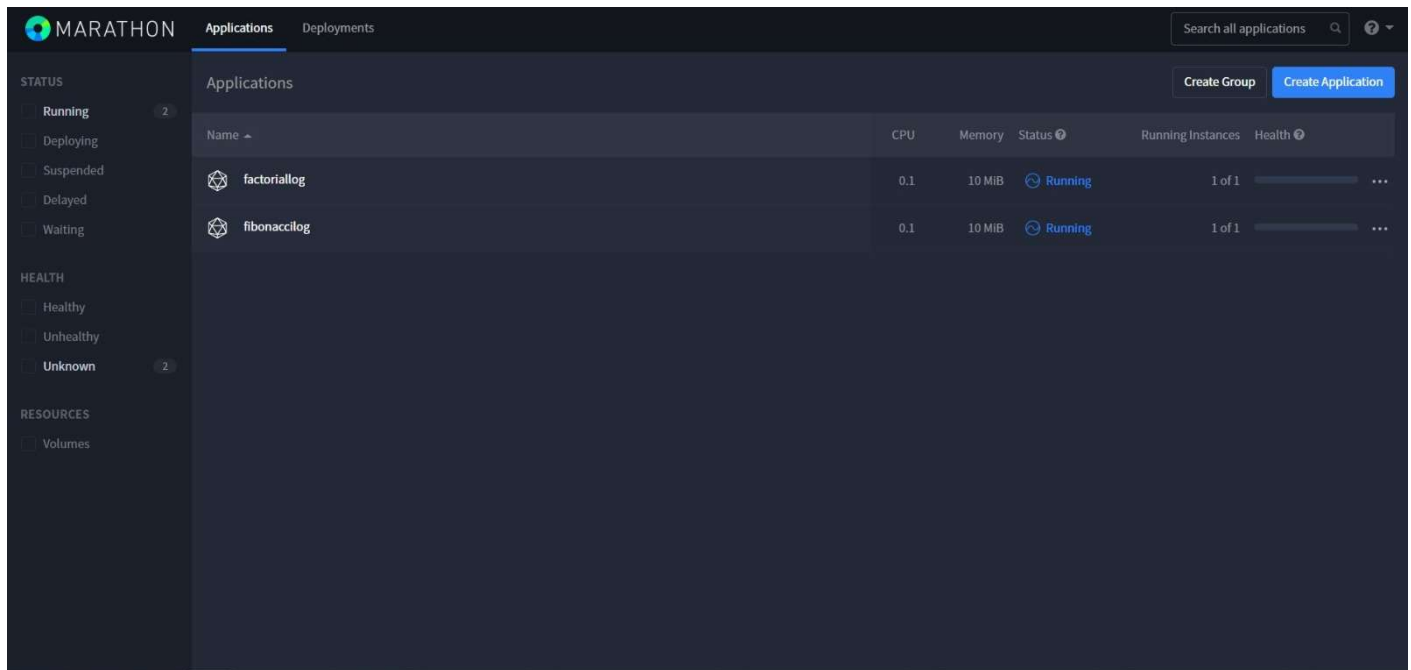 MARATHON Applications Deployments Search all applications
STATUS
Running 2
Deploying
Suspended
Delayed
Waiting
HEALTH
Healthy
Unhealthy
Unknown 2
RESOURCES
Volumes
Applications Create Group Create Application
Name CPU Memory Status Running Instances Health
factoriallog 0.1 10 MiB Running 1 of 1
fibonaccilog 0.1 10 MiB Running 1 of 1